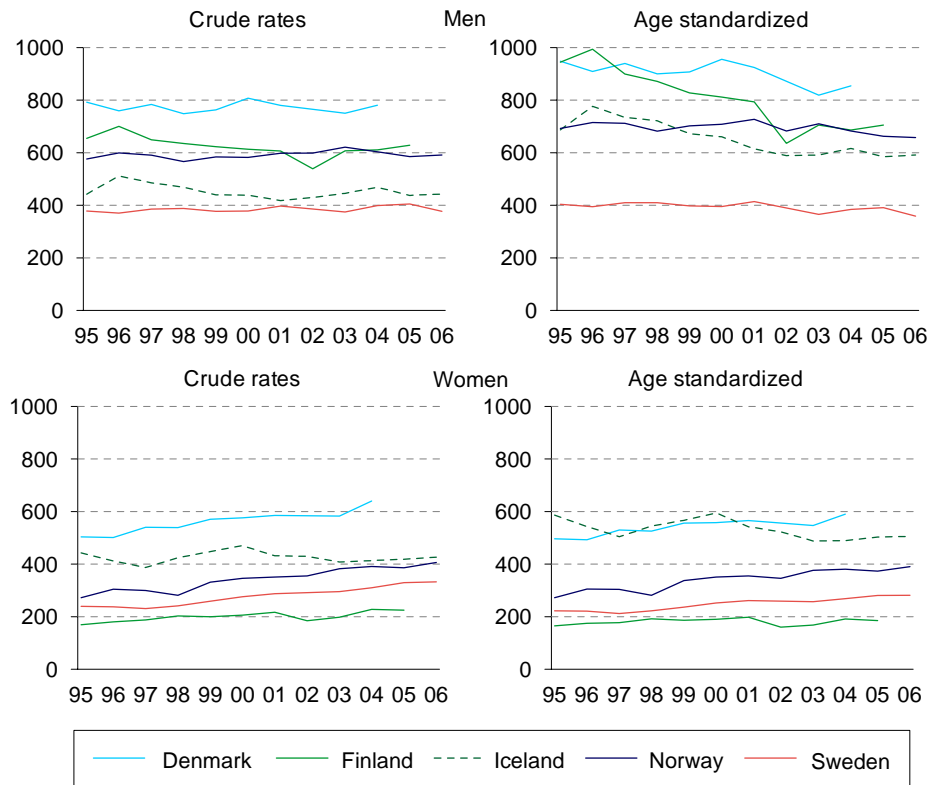 Crude rates Men Age standardized
1000 1000
800 800
600 600
400 400
200 200
0 0
95 96 97 98 99 00 01 02 03 04 05 06 95 96 97 98 99 00 01 02 03 04 05 06
Crude rates Women Age standardized
1000 1000
800 800
600 600
400 400
200 200
0 0
95 96 97 98 99 00 01 02 03 04 05 06 95 96 97 98 99 00 01 02 03 04 05 06
Denmark Finland Iceland Norway Sweden